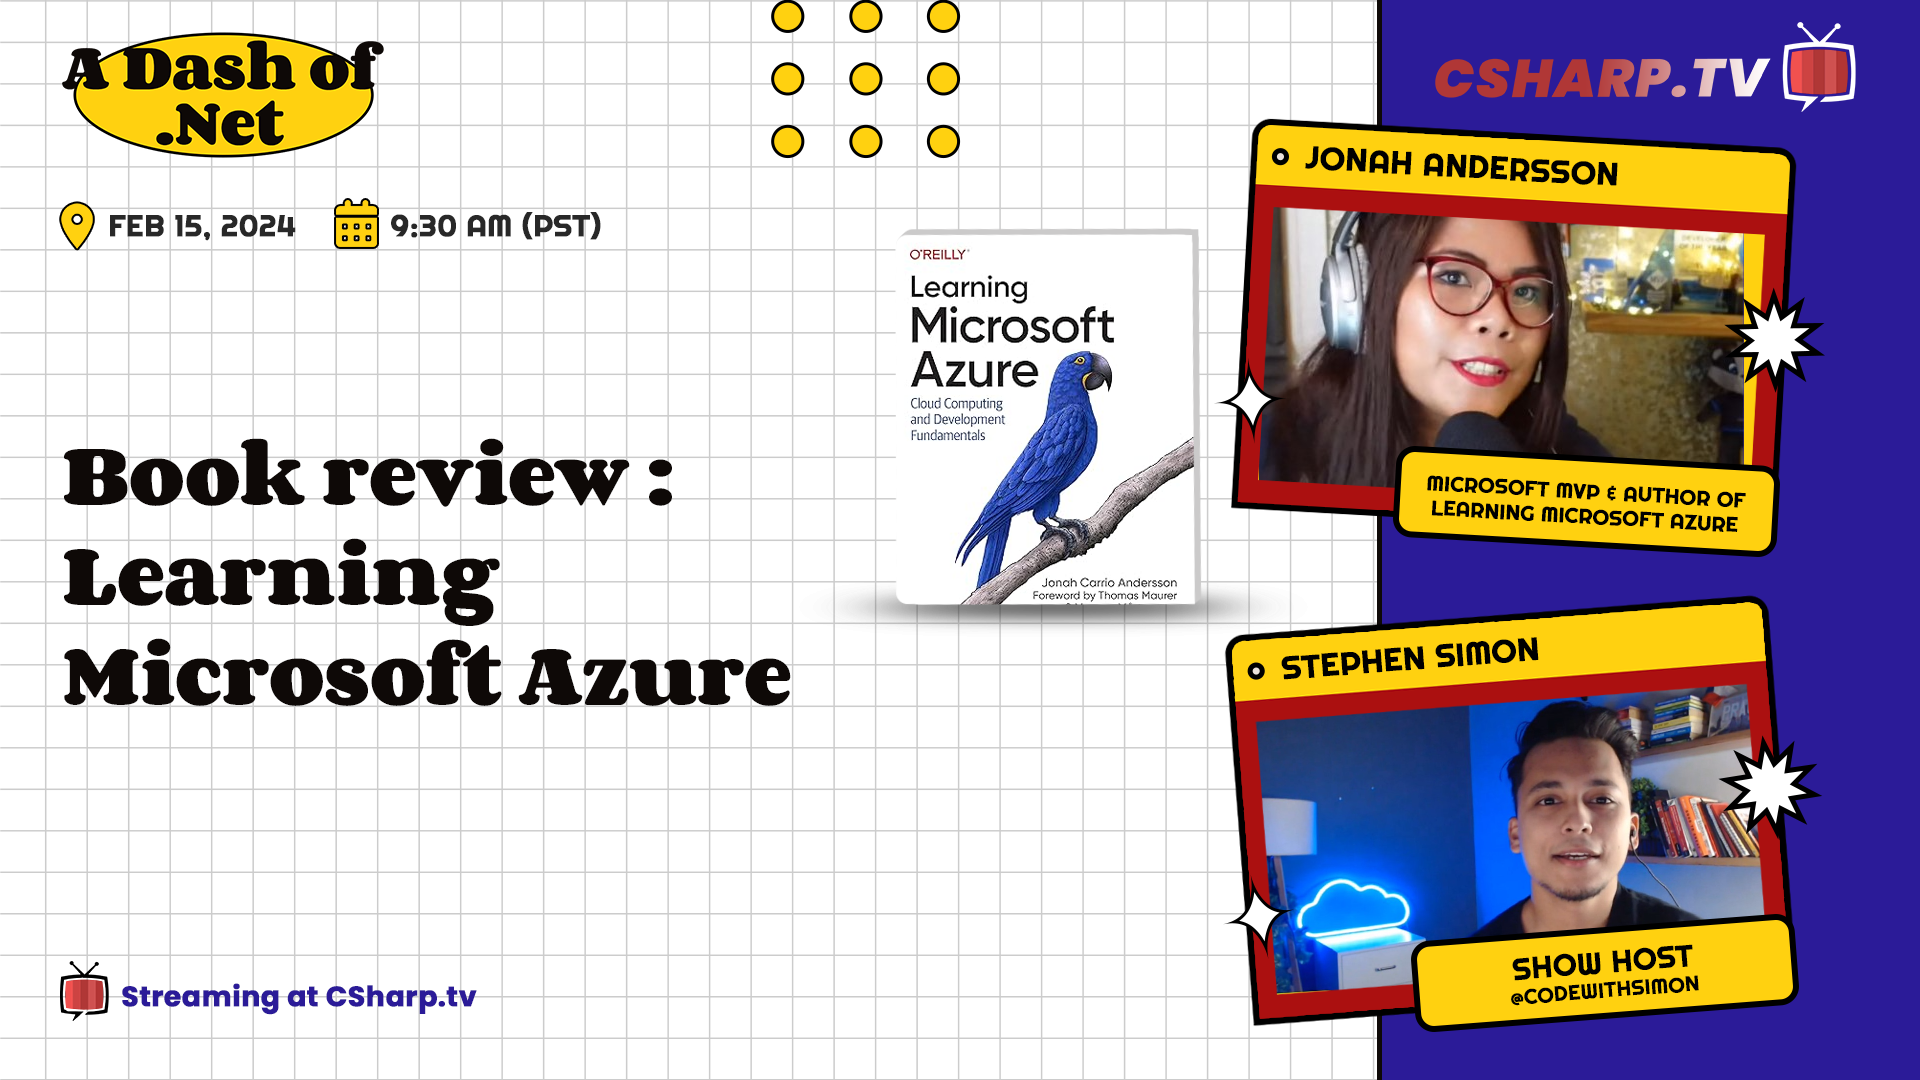 A Dash of
.Net
FEB 15, 2024
9:30 AM (PST)
Book review :
Learning
Microsoft Azure
Streaming at CSharp.tv
O'REILLY®
Learning
Microsoft
Azure
Cloud Computing
and Development
Fundamentals
Jonah Carrio Andersson
Foreword by Thomas Maurer
CSHARP.TV
JONAH ANDERSSON
MICROSOFT MVP & AUTHOR OF
LEARNING MICROSOFT AZURE
STEPHEN SIMON
SHOW HOST
@CODEWITHSIMON